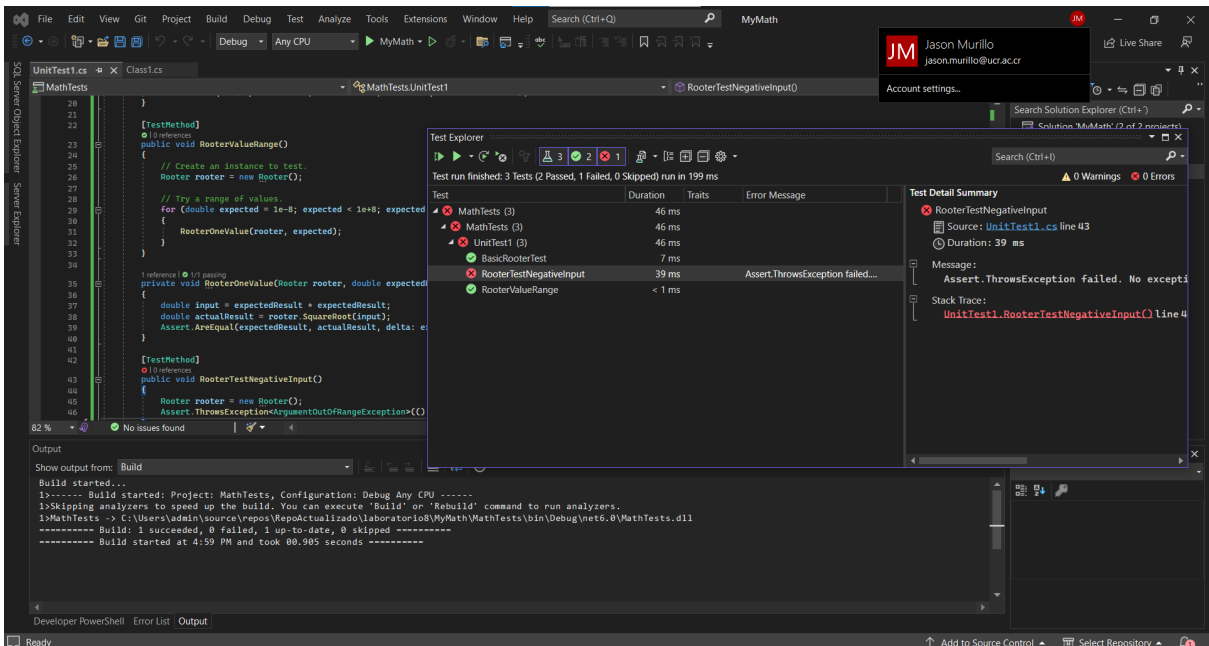 File Edit View Git Project Build Debug Test Analyze Tools Extensions Window Help Search (Ctrl+Q) MyMath JM
Debug Any CPU MyMath Live Share
JM Jason Murillo
jason.murillo@ucr.ac.cr
Account settings...
SQL Server Object Explorer
Server Explorer
UnitTest1.cs Class1.cs
MathTests MathTests.UnitTest1 RooterTestNegativeInput()
20 }
21
22 [TestMethod]
0 references
23 public void RooterValueRange()
24 {
25 // Create an instance to test.
26 Rooter rooter = new Rooter();
27
28 // Try a range of values.
29 for (double expected = 1e-8; expected < 1e+8; expected
30 {
31 RooterOneValue(rooter, expected);
32 }
33 }
34
1 reference | 1/1 passing
35 private void RooterOneValue(Rooter rooter, double expectedR
36 {
37 double input = expectedResult * expectedResult;
38 double actualResult = rooter.SquareRoot(input);
39 Assert.AreEqual(expectedResult, actualResult, delta: e
40 }
41
42 [TestMethod]
0 references
43 public void RooterTestNegativeInput()
44 {
45 Rooter rooter = new Rooter();
46 Assert.ThrowsException<ArgumentOutOfRangeException>(()
82 % No issues found
Search Solution Explorer (Ctrl+´)
Solution 'MyMath' (2 of 2 projects)
Test Explorer
3 2 1 Search (Ctrl+I)
Test run finished: 3 Tests (2 Passed, 1 Failed, 0 Skipped) run in 199 ms 0 Warnings 0 Errors
Test Duration Traits Error Message
MathTests (3) 46 ms
MathTests (3) 46 ms
UnitTest1 (3) 46 ms
BasicRooterTest 7 ms
RooterTestNegativeInput 39 ms Assert.ThrowsException failed....
RooterValueRange < 1 ms
Test Detail Summary
RooterTestNegativeInput
Source: UnitTest1.cs line 43
Duration: 39 ms
Message:
Assert.ThrowsException failed. No excepti
Stack Trace:
UnitTest1.RooterTestNegativeInput() line 4
Output
Show output from: Build
Build started...
1>------ Build started: Project: MathTests, Configuration: Debug Any CPU ------
1>Skipping analyzers to speed up the build. You can execute 'Build' or 'Rebuild' command to run analyzers.
1>MathTests -> C:\Users\admin\source\repos\RepoActualizado\laboratorio8\MyMath\MathTests\bin\Debug\net6.0\MathTests.dll
========== Build: 1 succeeded, 0 failed, 1 up-to-date, 0 skipped ==========
========== Build started at 4:59 PM and took 00.905 seconds ==========
Developer PowerShell Error List Output
Ready Add to Source Control Select Repository